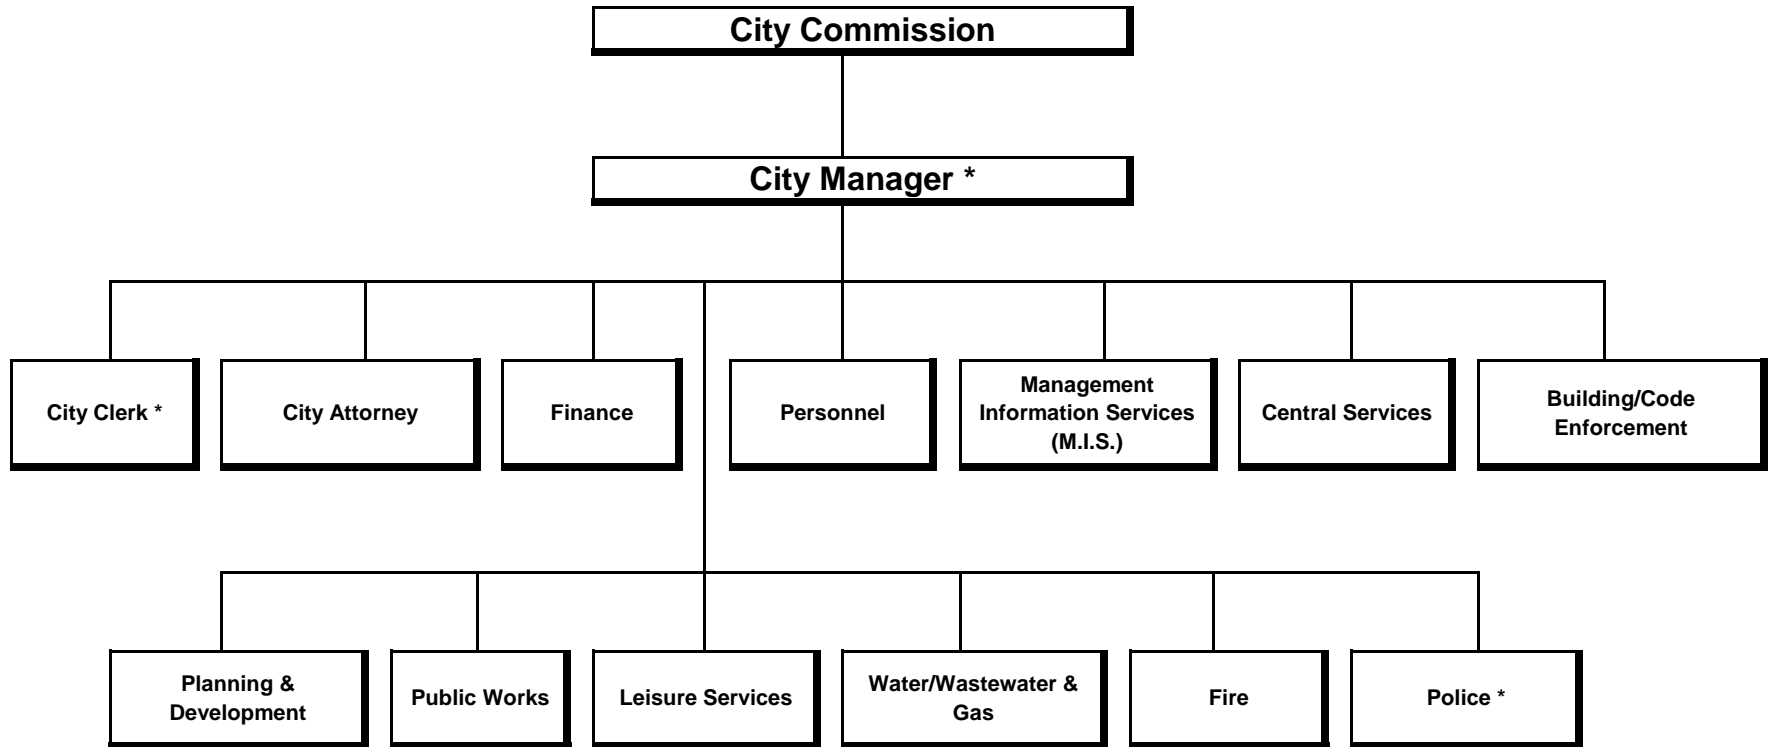 City Commission
City Manager *
City Clerk *
City Attorney
Finance
Personnel
Management
Information Services
(M.I.S.)
Central Services
Building/Code
Enforcement
Planning &
Development
Public Works
Leisure Services
Water/Wastewater &
Gas
Fire
Police *